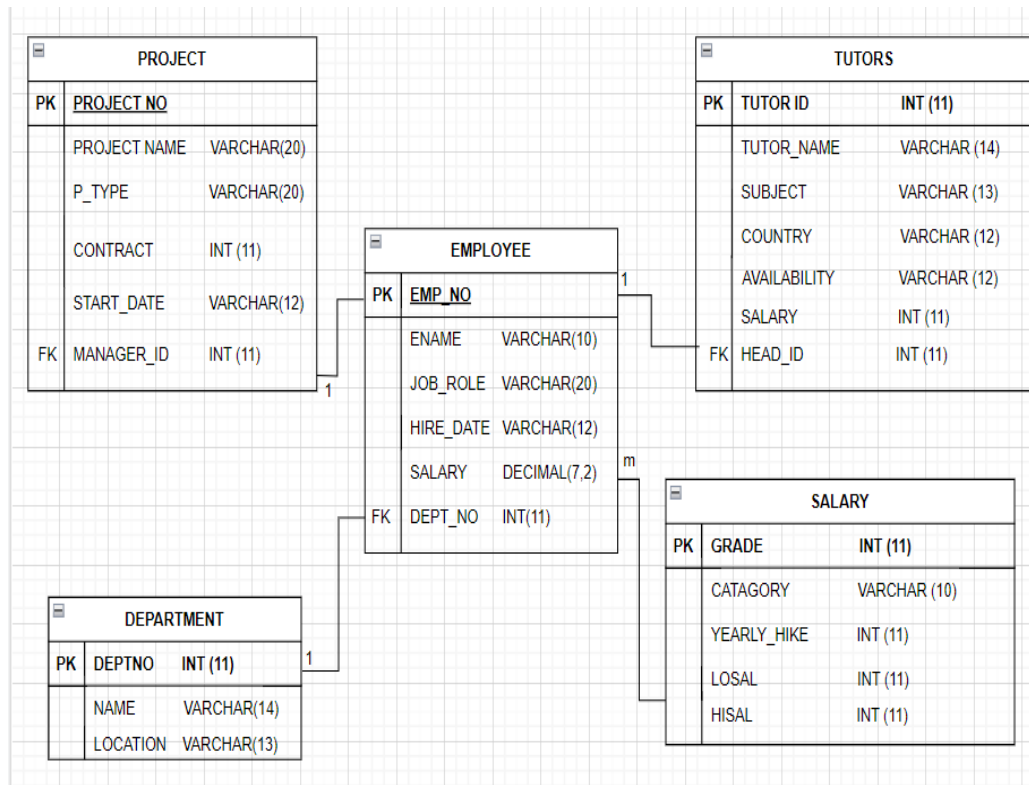 PROJECT
PK PROJECT NO
PROJECT NAME VARCHAR(20)
P_TYPE VARCHAR(20)
CONTRACT INT (11)
START_DATE VARCHAR(12)
FK MANAGER_ID INT (11)
1
TUTORS
PK TUTOR ID INT (11)
TUTOR_NAME VARCHAR (14)
SUBJECT VARCHAR (13)
COUNTRY VARCHAR (12)
AVAILABILITY VARCHAR (12)
SALARY INT (11)
FK HEAD_ID INT (11)
EMPLOYEE
1
PK EMP_NO
ENAME VARCHAR(10)
JOB_ROLE VARCHAR(20)
HIRE_DATE VARCHAR(12)
m
SALARY DECIMAL(7,2)
FK DEPT_NO INT(11)
SALARY
PK GRADE INT (11)
CATAGORY VARCHAR (10)
YEARLY_HIKE INT (11)
LOSAL INT (11)
HISAL INT (11)
DEPARTMENT
1
PK DEPTNO INT (11)
NAME VARCHAR(14)
LOCATION VARCHAR(13)